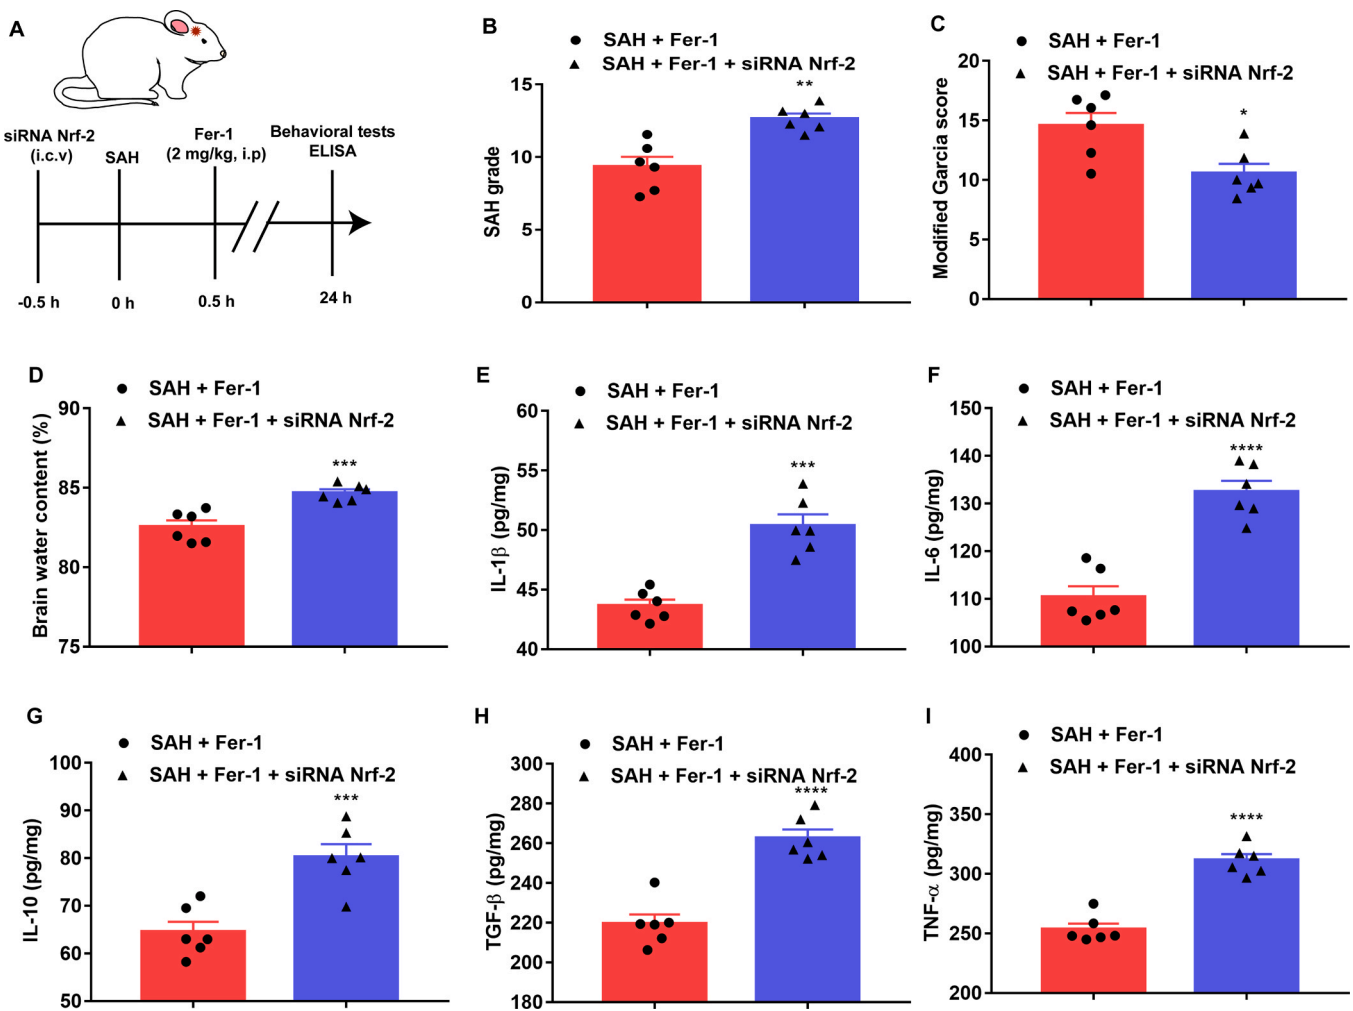 A
siRNA Nrf-2
(i.c.v)
SAH
Fer-1
(2 mg/kg, i.p)
Behavioral tests
ELISA
-0.5 h
0 h
0.5 h
24 h
B
SAH + Fer-1
SAH + Fer-1 + siRNA Nrf-2
**
SAH grade
15
10
5
0
C
SAH + Fer-1
SAH + Fer-1 + siRNA Nrf-2
*
Modified Garcia score
20
15
10
5
0
D
SAH + Fer-1
SAH + Fer-1 + siRNA Nrf-2
***
Brain water content (%)
90
85
80
75
E
SAH + Fer-1
SAH + Fer-1 + siRNA Nrf-2
***
IL-1β (pg/mg)
60
55
50
45
40
F
SAH + Fer-1
SAH + Fer-1 + siRNA Nrf-2
****
IL-6 (pg/mg)
150
140
130
120
110
100
G
SAH + Fer-1
SAH + Fer-1 + siRNA Nrf-2
***
IL-10 (pg/mg)
100
90
80
70
60
50
H
SAH + Fer-1
SAH + Fer-1 + siRNA Nrf-2
****
TGF-β (pg/mg)
300
280
260
240
220
200
180
I
SAH + Fer-1
SAH + Fer-1 + siRNA Nrf-2
****
TNF-α (pg/mg)
400
350
300
250
200